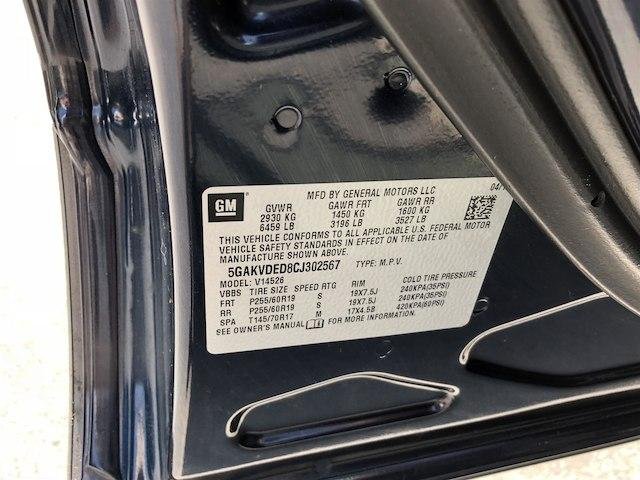 GM
MFD BY GENERAL MOTORS LLC
04/
GVWR GAWR FRT GAWR RR
2930 KG 1450 KG 1600 KG
6459 LB 3196 LB 3527 LB
THIS VEHICLE CONFORMS TO ALL APPLICABLE U.S. FEDERAL MOTOR
VEHICLE SAFETY STANDARDS IN EFFECT ON THE DATE OF
MANUFACTURE SHOWN ABOVE.
5GAKVDED8CJ302567 TYPE: M.P.V.
MODEL: V14526
VBBS TIRE SIZE SPEED RTG RIM COLD TIRE PRESSURE
FRT P255/60R19 S 19X7.5J 240KPA(35PSI)
RR P255/60R19 S 19X7.5J 240KPA(35PSI)
SPA T145/70R17 M 17X4.5B 420KPA(60PSI)
SEE OWNER'S MANUAL